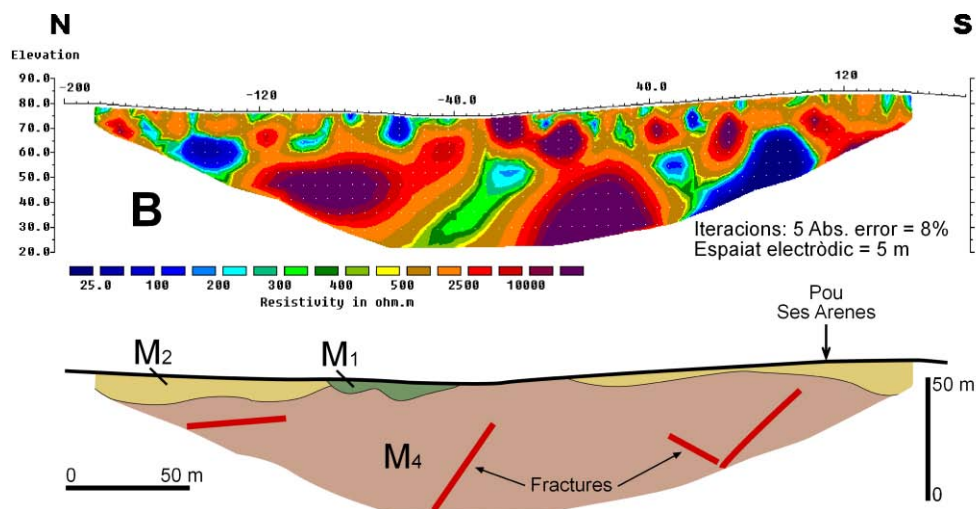 N
S
Elevation
90.0
80.0
70.0
60.0
50.0
40.0
30.0
20.0
-200
-120
-40.0
40.0
120
B
Iteracions: 5 Abs. error = 8%
Espaiat electròdic = 5 m
25.0 100 200 300 400 500 2500 10000
Resistivity in ohm.m
Pou
Ses Arenes
M2
M1
M4
Fractures
0 50 m
50 m
0